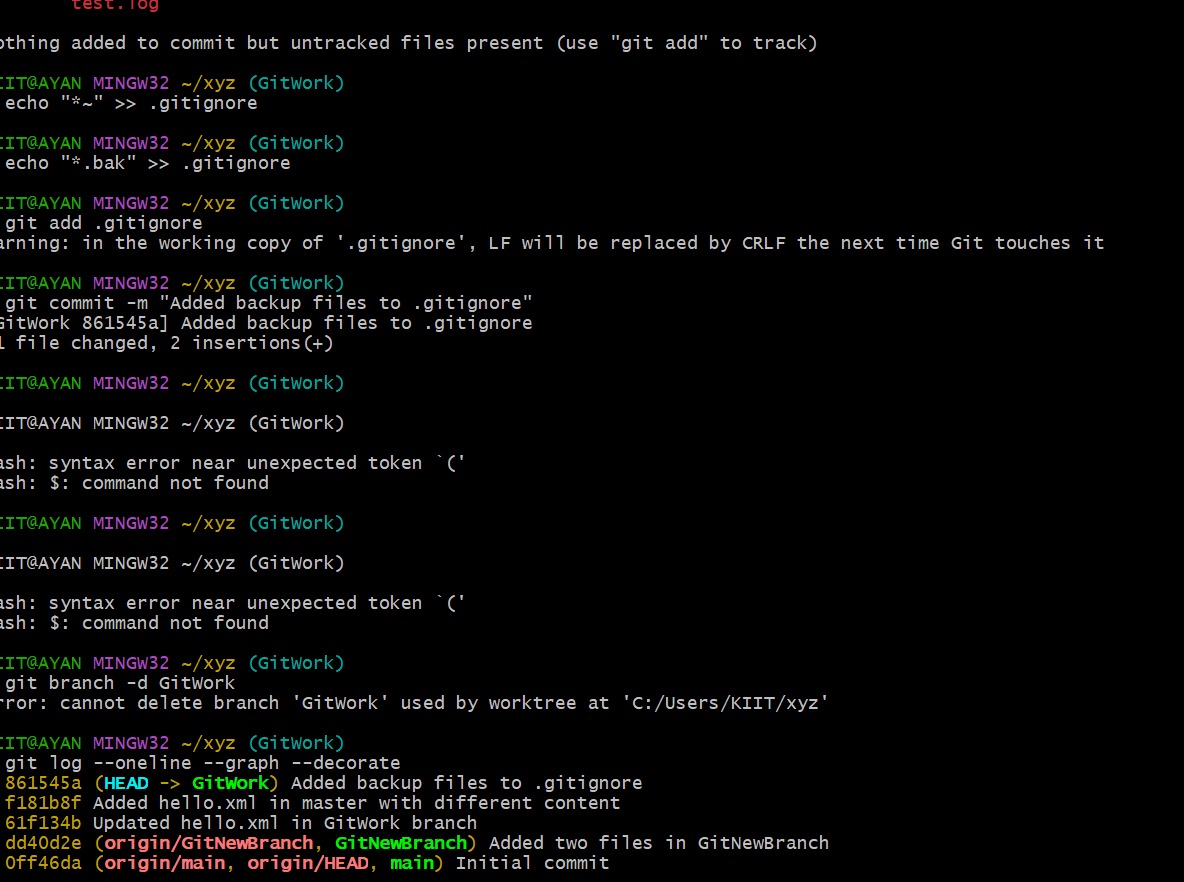 test.log
othing added to commit but untracked files present (use "git add" to track)
IIT@AYAN MINGW32 ~/xyz (GitWork)
echo "*~" >> .gitignore
IIT@AYAN MINGW32 ~/xyz (GitWork)
echo "*.bak" >> .gitignore
IIT@AYAN MINGW32 ~/xyz (GitWork)
git add .gitignore
arning: in the working copy of '.gitignore', LF will be replaced by CRLF the next time Git touches it
IIT@AYAN MINGW32 ~/xyz (GitWork)
git commit -m "Added backup files to .gitignore"
GitWork 861545a] Added backup files to .gitignore
1 file changed, 2 insertions(+)
IIT@AYAN MINGW32 ~/xyz (GitWork)
IIT@AYAN MINGW32 ~/xyz (GitWork)
ash: syntax error near unexpected token `('
ash: $: command not found
IIT@AYAN MINGW32 ~/xyz (GitWork)
IIT@AYAN MINGW32 ~/xyz (GitWork)
ash: syntax error near unexpected token `('
ash: $: command not found
IIT@AYAN MINGW32 ~/xyz (GitWork)
git branch -d GitWork
ror: cannot delete branch 'GitWork' used by worktree at 'C:/Users/KIIT/xyz'
IIT@AYAN MINGW32 ~/xyz (GitWork)
git log --oneline --graph --decorate
861545a (HEAD -> GitWork) Added backup files to .gitignore
f181b8f Added hello.xml in master with different content
61f134b Updated hello.xml in GitWork branch
dd40d2e (origin/GitNewBranch, GitNewBranch) Added two files in GitNewBranch
0ff46da (origin/main, origin/HEAD, main) Initial commit